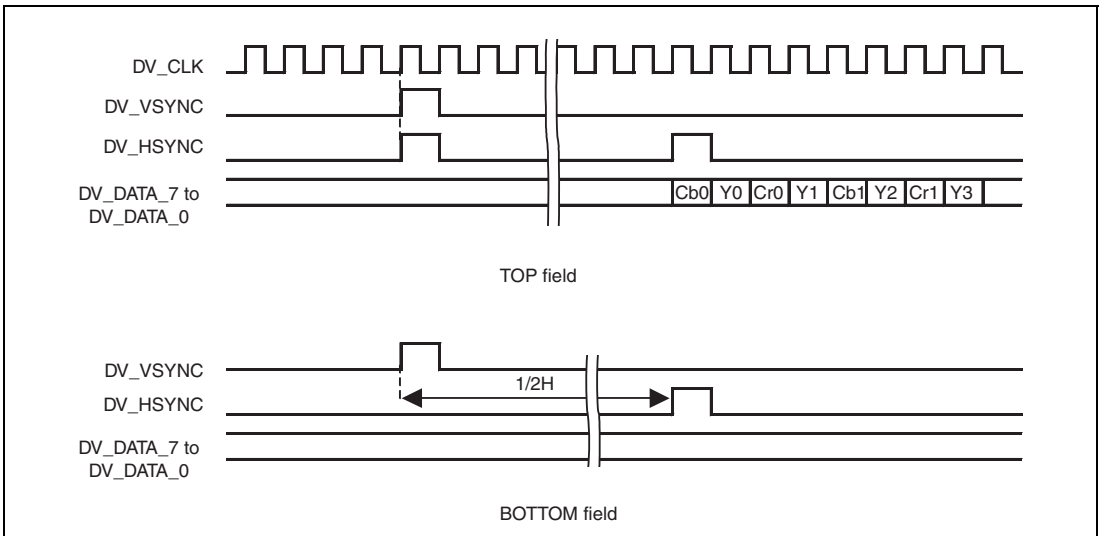 DV_CLK
DV_VSYNC
DV_HSYNC
DV_DATA_7 to
DV_DATA_0
Cb0 Y0 Cr0 Y1 Cb1 Y2 Cr1 Y3
TOP field
DV_VSYNC
1/2H
DV_HSYNC
DV_DATA_7 to
DV_DATA_0
BOTTOM field